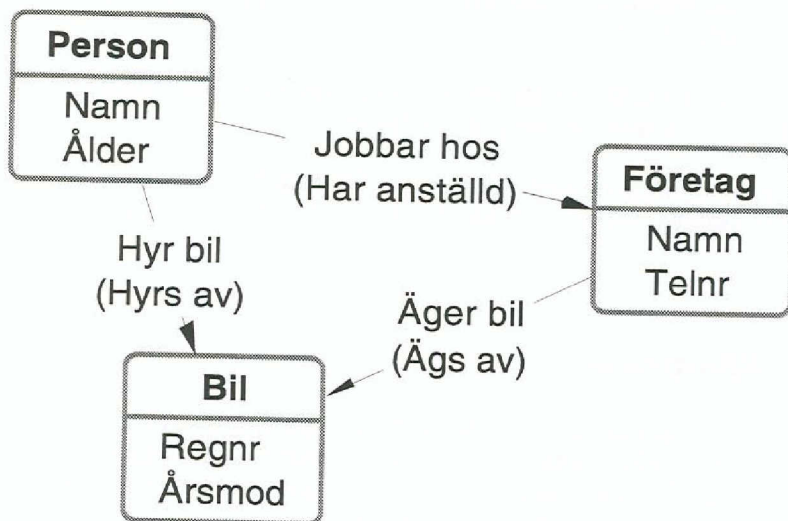 Person
Namn
Ålder
Jobbar hos
(Har anställd)
Företag
Namn
Telnr
Hyr bil
(Hyrs av)
Äger bil
(Ägs av)
Bil
Regnr
Årsmod